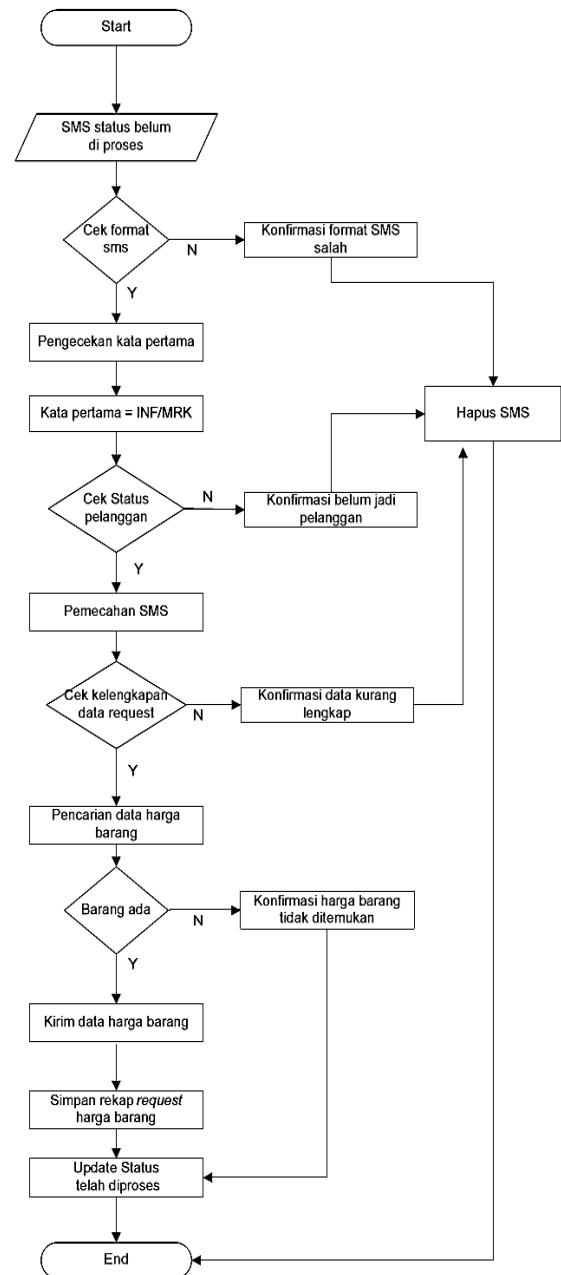 Start
SMS status belum
di proses
Cek format
sms
N
Konfirmasi format SMS
salah
Y
Pengecekan kata pertama
Kata pertama = INF/MRK
Hapus SMS
Cek Status
pelanggan
N
Konfirmasi belum jadi
pelanggan
Y
Pemecahan SMS
Cek kelengkapan
data request
N
Konfirmasi data kurang
lengkap
Y
Pencarian data harga
barang
Barang ada
N
Konfirmasi harga barang
tidak ditemukan
Y
Kirim data harga barang
Simpan rekap request
harga barang
Update Status
telah diproses
End